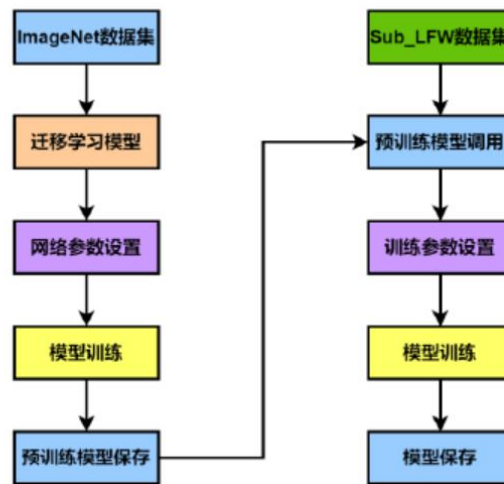 ImageNet数据集
迁移学习模型
网络参数设置
模型训练
预训练模型保存
Sub_LFW数据集
预训练模型调用
训练参数设置
模型训练
模型保存